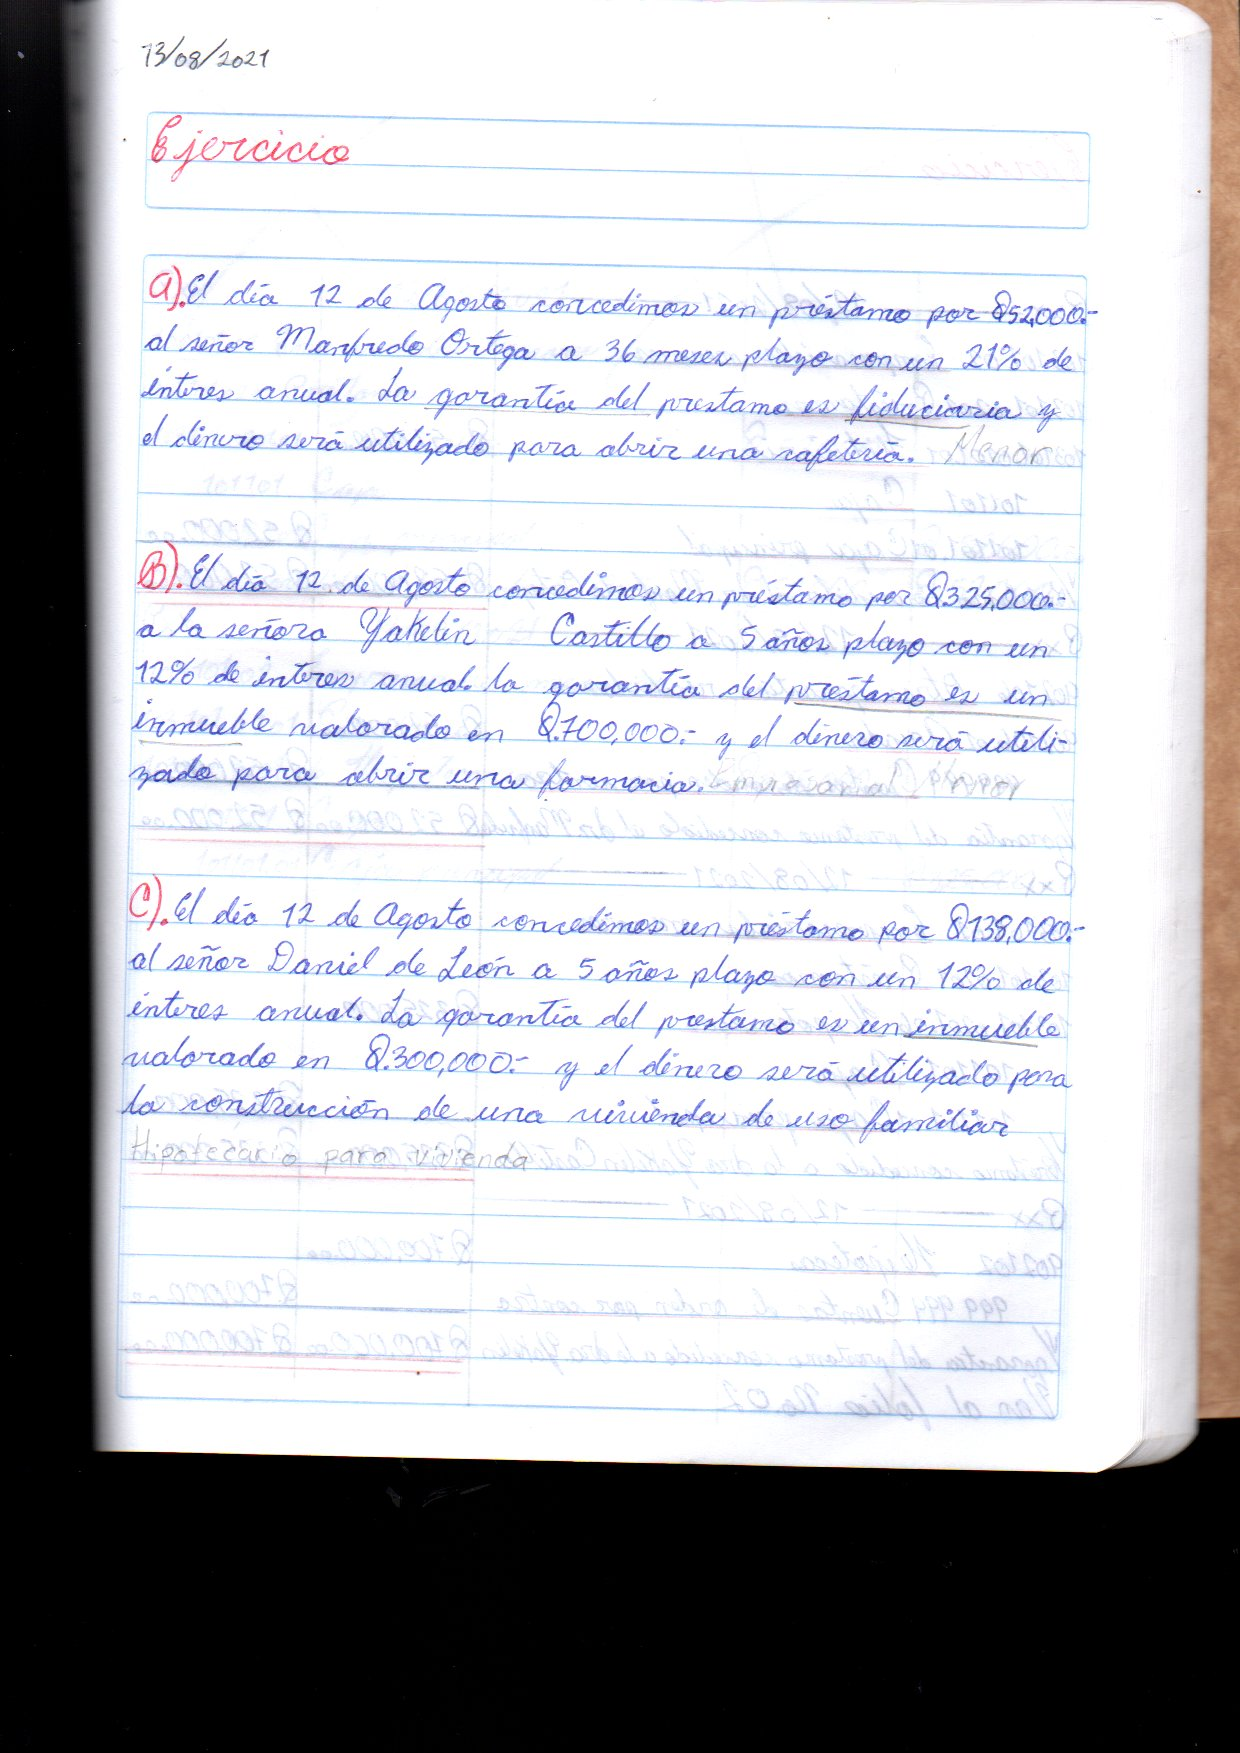 13/08/2021
Ejercicio
A). El día 12 de Agosto concedimos un préstamo por Q52,000.-
al señor Manfredo Ortega a 36 meses plazo con un 21% de
interes anual. La garantía del prestamo es fiduciaria y
el dinero será utilizado para abrir una cafetería. Menor
B). El día 12 de Agosto concedimos un préstamo por Q325,000.-
a la señora Yakelin Castillo a 5 años plazo con un
12% de interes anual. la garantía del préstamo es un
inmueble valorado en Q.700,000.- y el dinero será utili-
zado para abrir una farmacia. Empresarial
C). El día 12 de Agosto concedimos un préstamo por Q138,000.-
al señor Daniel de León a 5 años plazo con un 12% de
interes anual. La garantía del prestamo es un inmueble
valorado en Q.300,000.- y el dinero será utilizado para
la construcción de una vivienda de uso familiar
Hipotecario para vivienda